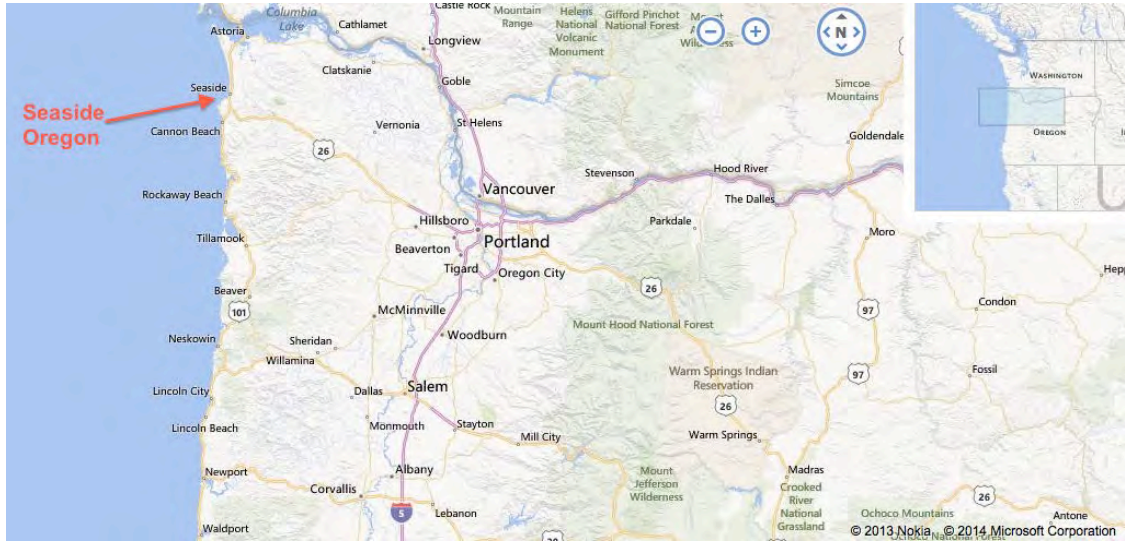 Columbia
Lake
Cathlamet
Castle Rock
Mountain
Range
Helens
National
Volcanic
Monument
Gifford Pinchot
National Forest
Mount
N
Astoria
Longview
Clatskanie
Goble
Simcoe
Mountains
WASHINGTON
OREGON
Seaside
Seaside
Oregon
Cannon Beach
Vernonia
St Helens
Goldendale
26
Stevenson
Hood River
Rockaway Beach
Vancouver
The Dalles
Hillsboro
Parkdale
Tillamook
Beaverton
Portland
Moro
Tigard
Oregon City
Beaver
26
Condon
101
McMinnville
97
Mount Hood National Forest
Neskowin
Sheridan
Woodburn
Willamina
Warm Springs Indian
Reservation
97
Fossil
Lincoln City
Dallas
Salem
26
Lincoln Beach
Monmouth
Stayton
Mill City
Warm Springs
Newport
Albany
Mount
Jefferson
Wilderness
Madras
Corvallis
Crooked
River
National
Grassland
26
5
Lebanon
Ochoco Mountains
Antone
Waldport
© 2013 Nokia © 2014 Microsoft Corporation